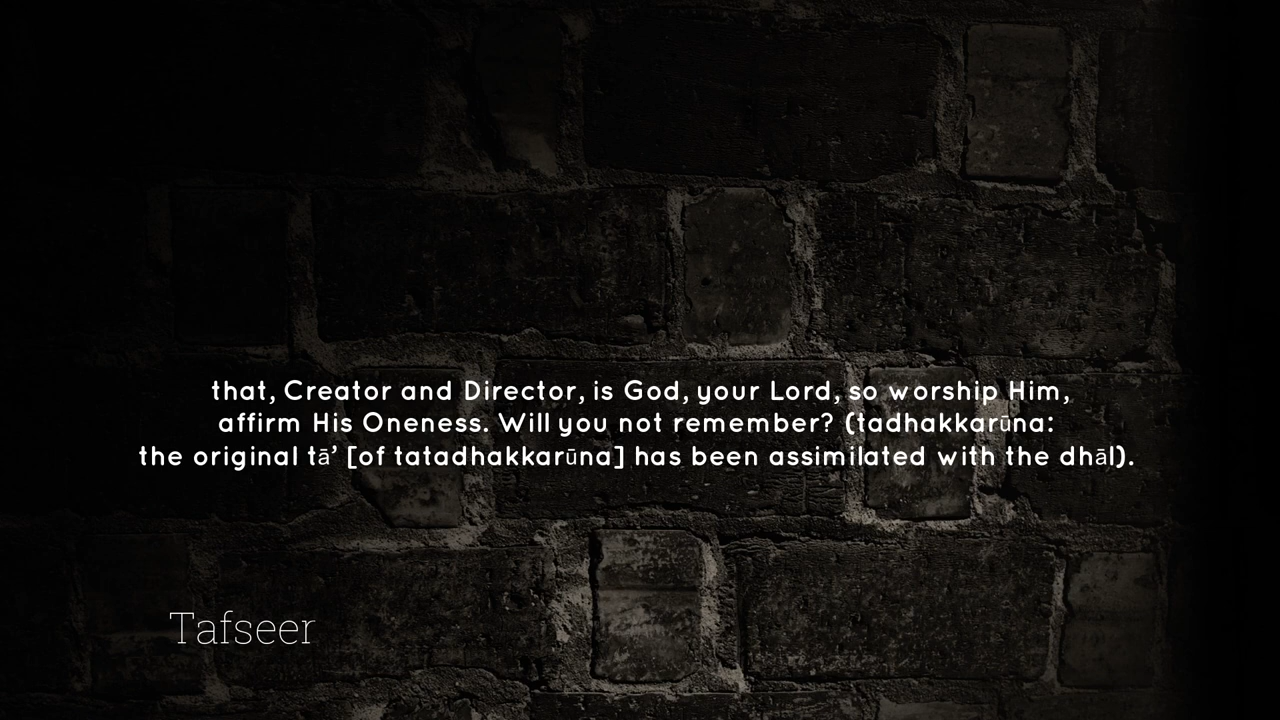 that, Creator and Director, is God, your Lord, so worship Him,
affirm His Oneness. Will you not remember? (tadhakkarūna:
the original tā’ [of tatadhakkarūna] has been assimilated with the dhāl).
Tafseer